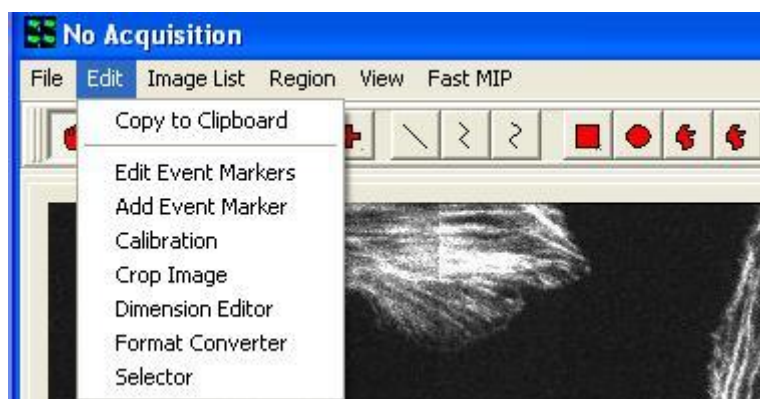 No Acquisition
File Edit Image List Region View Fast MIP
Copy to Clipboard
Edit Event Markers
Add Event Marker
Calibration
Crop Image
Dimension Editor
Format Converter
Selector